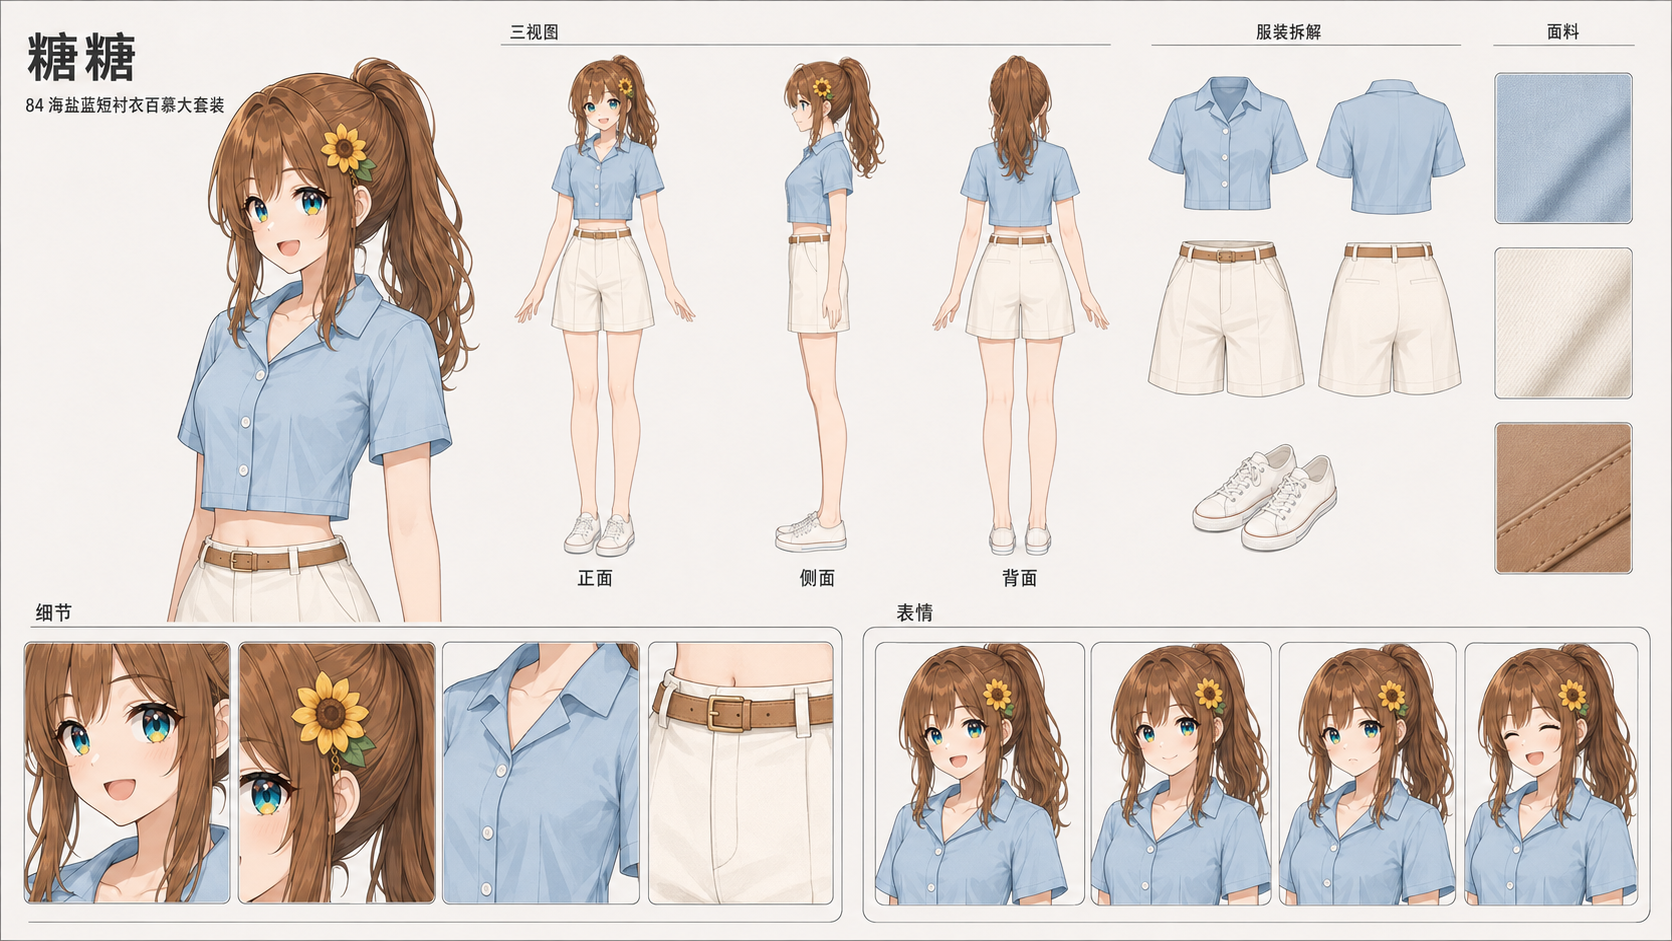 糖糖
84 海盐蓝短衬衣百慕大套装
三视图
正面
侧面
背面
服装拆解
面料
细节
表情